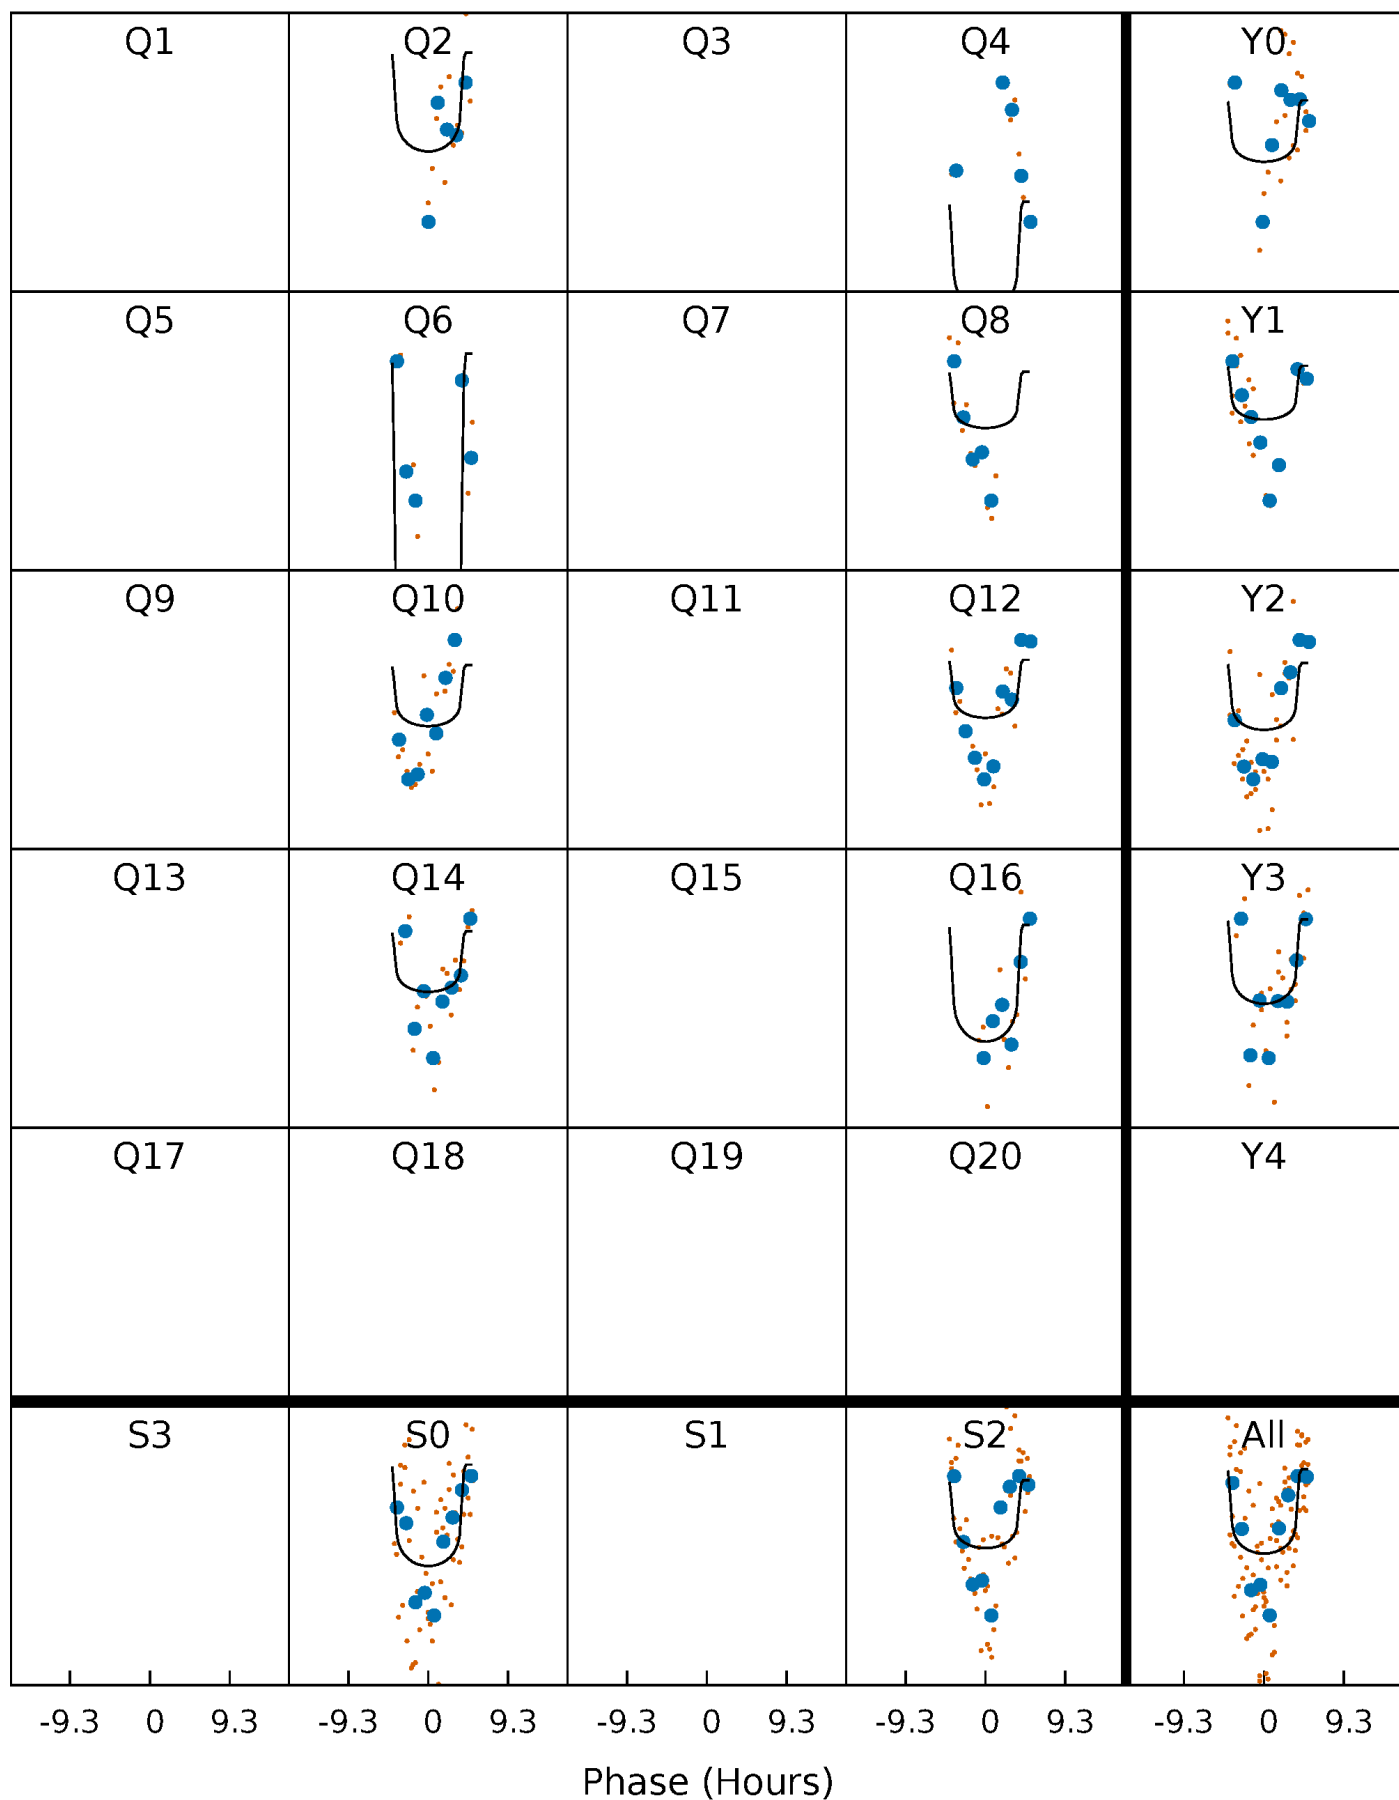 Q1 Q2 Q3 Q4 Y0
Q5 Q6 Q7 Q8 Y1
Q9 Q10 Q11 Q12 Y2
Q13 Q14 Q15 Q16 Y3
Q17 Q18 Q19 Q20 Y4
S3 S0 S1 S2 All
-9.3 0 9.3 -9.3 0 9.3 -9.3 0 9.3 -9.3 0 9.3 -9.3 0 9.3
Phase (Hours)